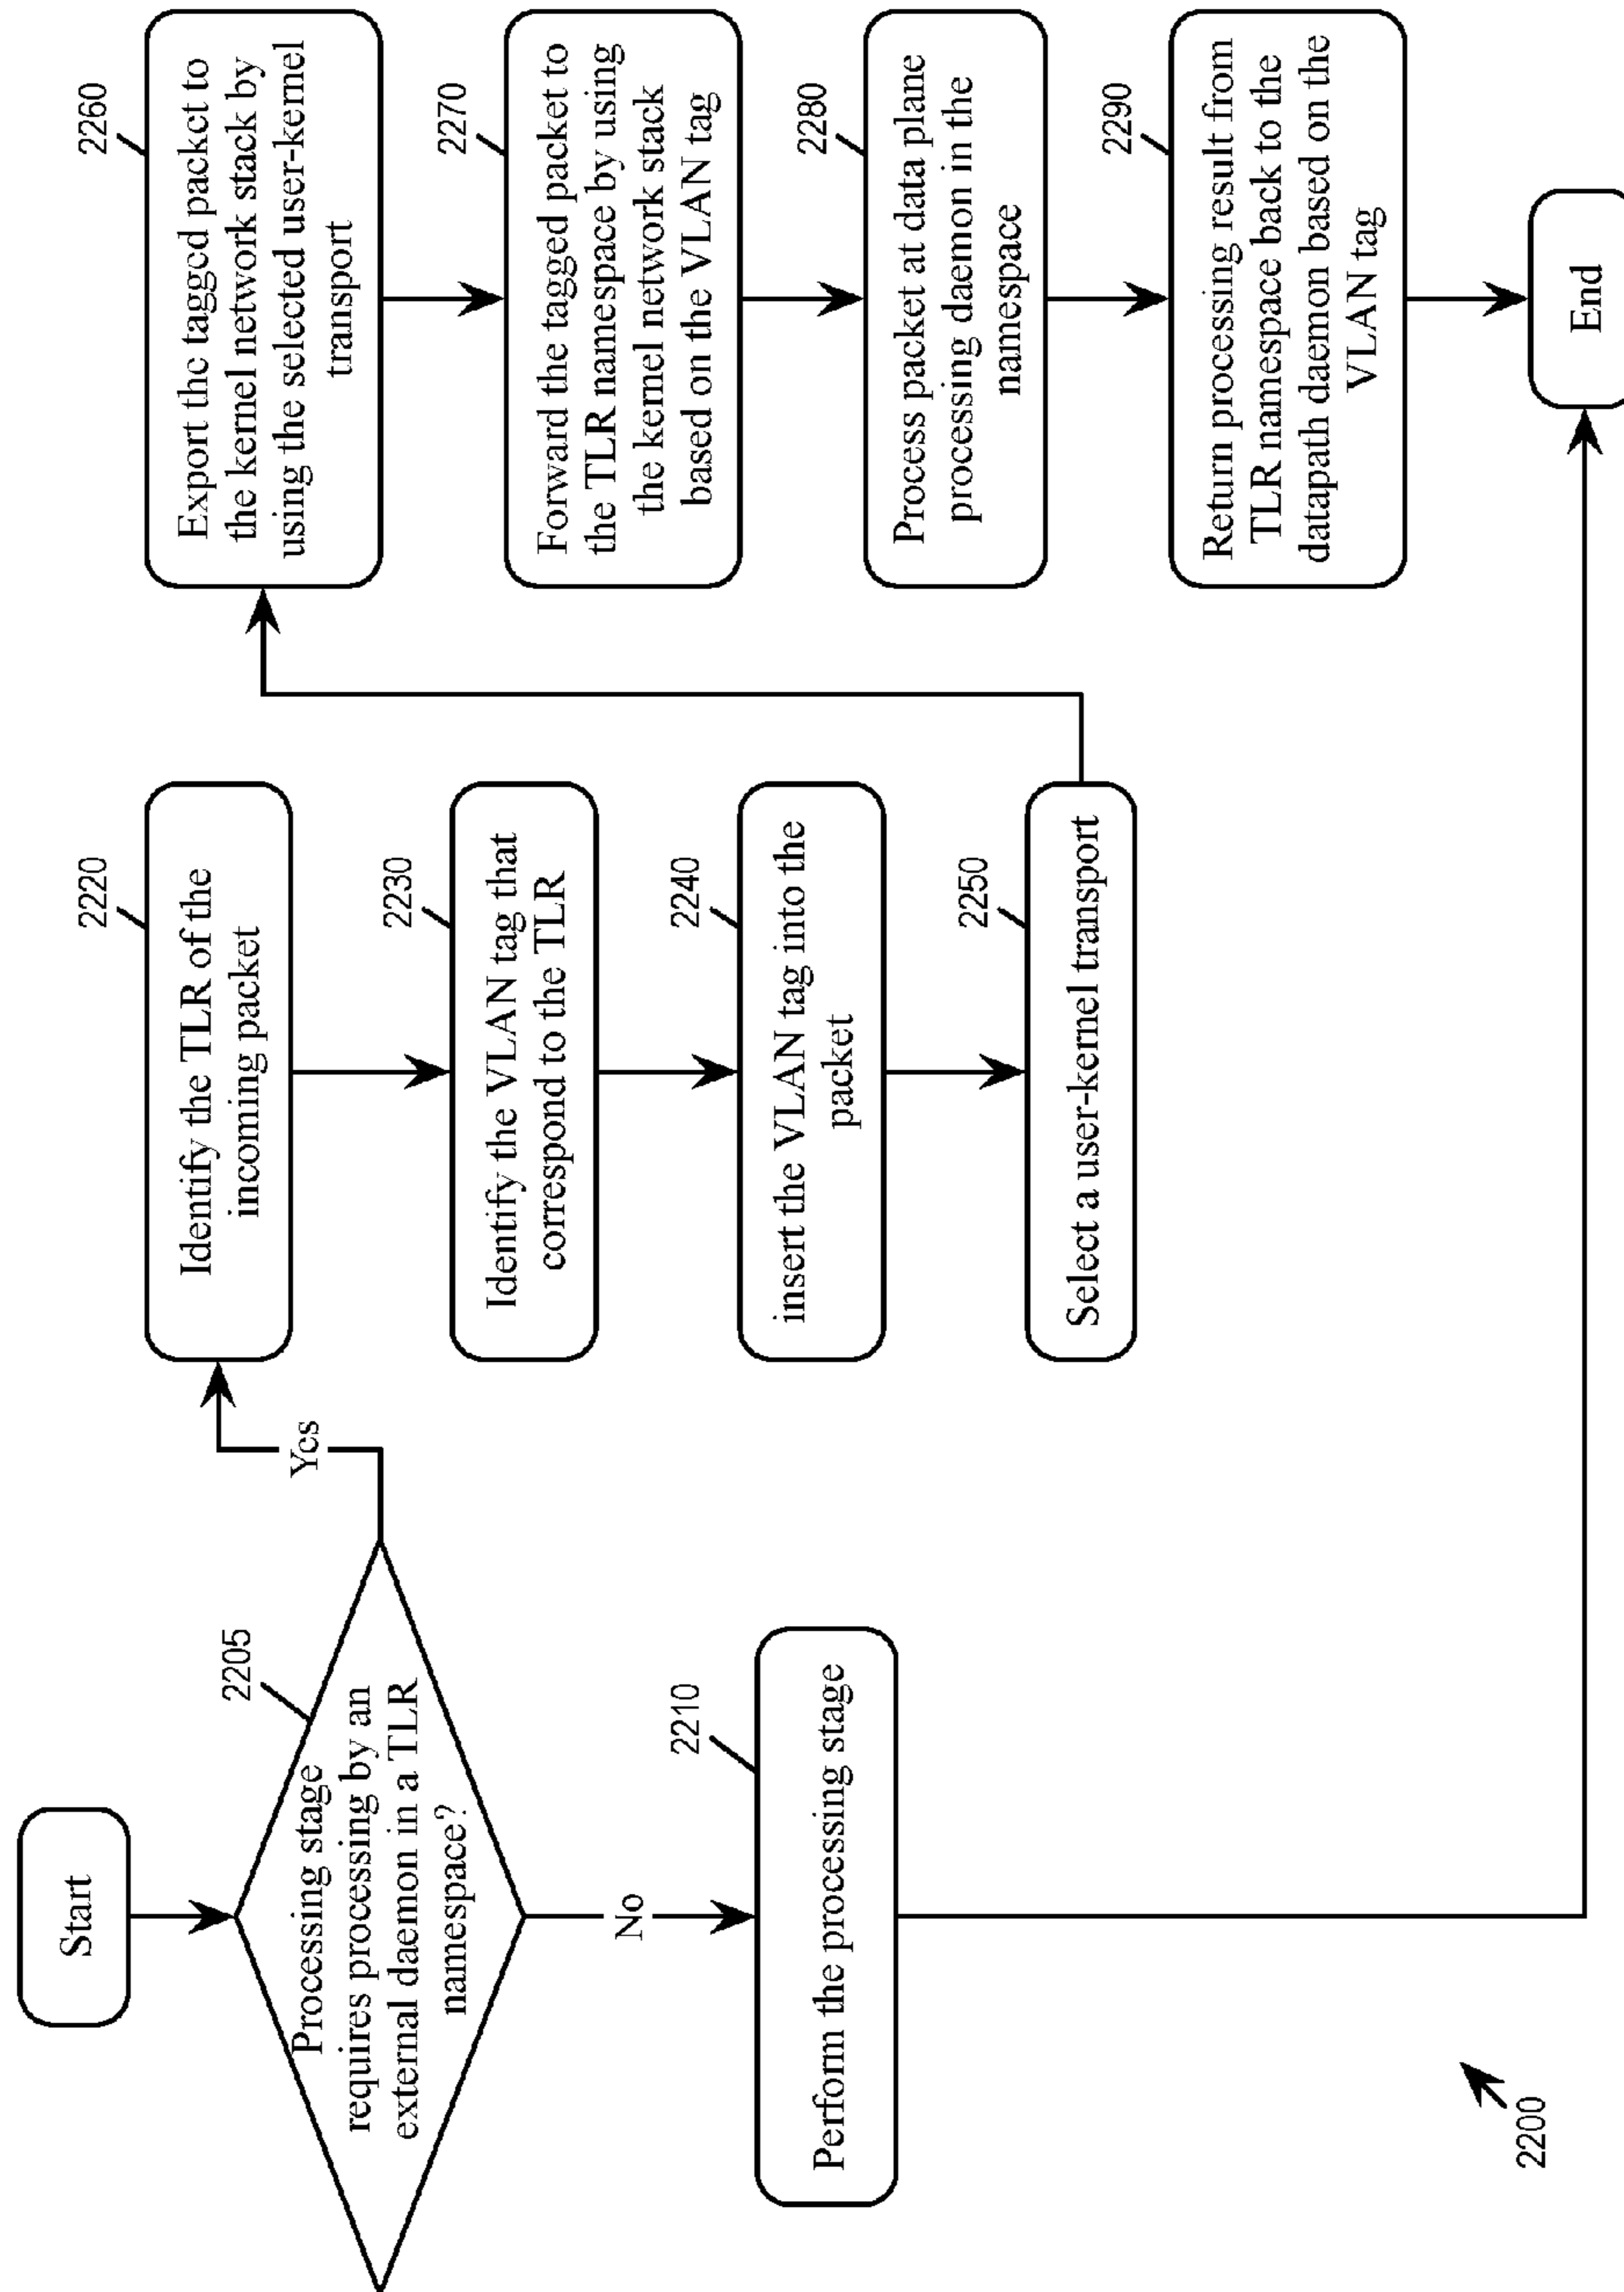 Start
2205
Processing stage
requires processing by an
external daemon in a TLR
namespace?
Yes
No
2210
Perform the processing stage
2220
Identify the TLR of the
incoming packet
2230
Identify the VLAN tag that
correspond to the TLR
2240
insert the VLAN tag into the
packet
2250
Select a user-kernel transport
2260
Export the tagged packet to
the kernel network stack by
using the selected user-kernel
transport
2270
Forward the tagged packet to
the TLR namespace by using
the kernel network stack
based on the VLAN tag
2280
Process packet at data plane
processing daemon in the
namespace
2290
Return processing result from
TLR namespace back to the
datapath daemon based on the
VLAN tag
End
2200